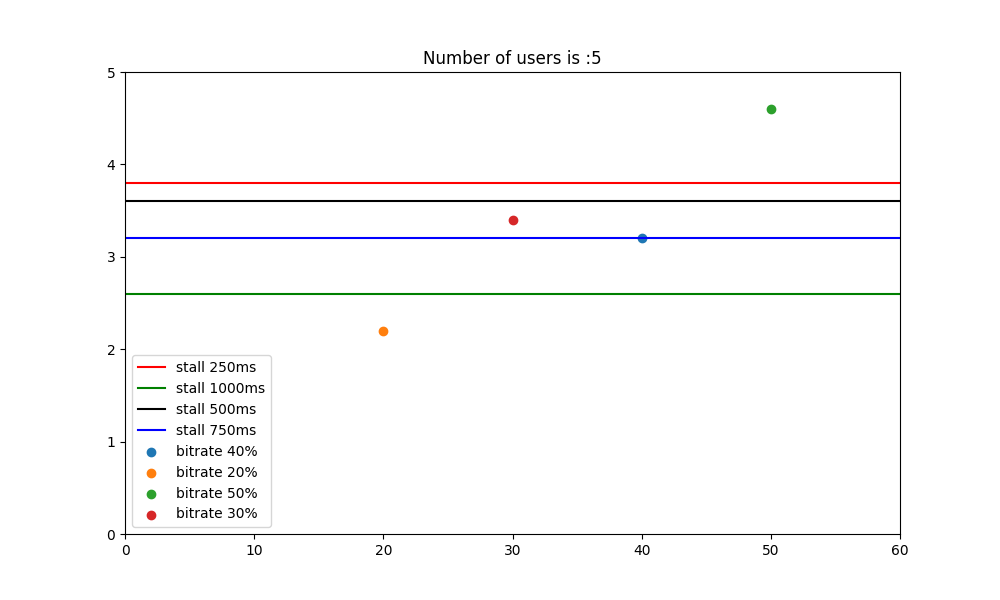 Number of users is :5
5
4
3
2
1
0
stall 250ms
stall 1000ms
stall 500ms
stall 750ms
bitrate 40%
bitrate 20%
bitrate 50%
bitrate 30%
0 10 20 30 40 50 60